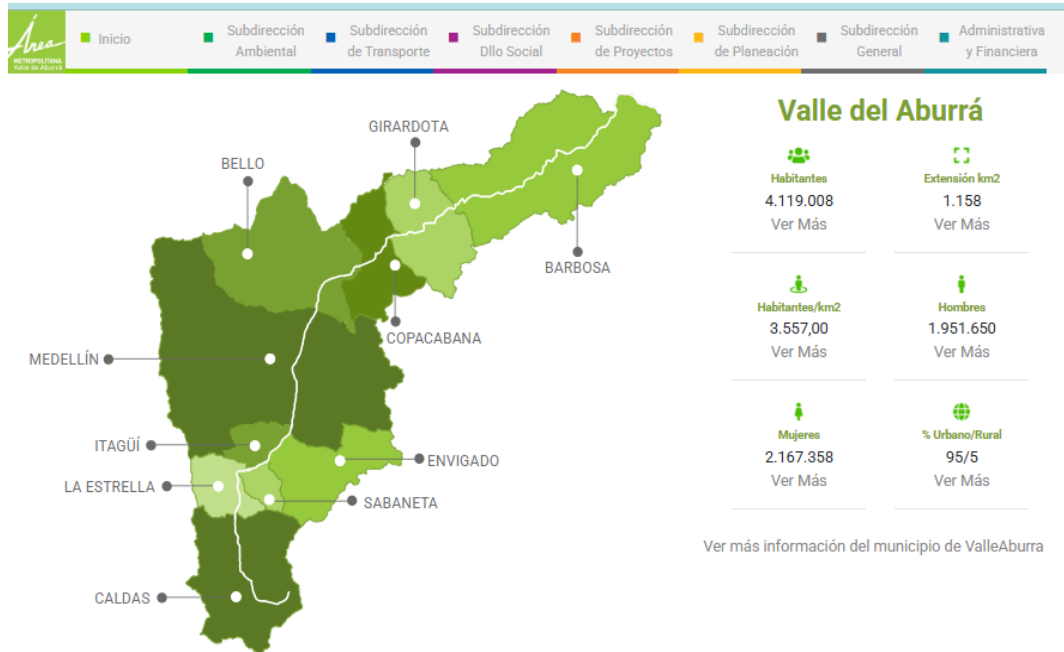 Área
METROPOLITANA
Valle de Aburrá
Inicio
Subdirección
Ambiental
Subdirección
de Transporte
Subdirección
Dllo Social
Subdirección
de Proyectos
Subdirección
de Planeación
Subdirección
General
Administrativa
y Financiera
GIRARDOTA
BELLO
BARBOSA
COPACABANA
MEDELLÍN
ITAGÜÍ
ENVIGADO
LA ESTRELLA
SABANETA
CALDAS
Valle del Aburrá
Habitantes
4.119.008
Ver Más
Extensión km2
1.158
Ver Más
Habitantes/km2
3.557,00
Ver Más
Hombres
1.951.650
Ver Más
Mujeres
2.167.358
Ver Más
% Urbano/Rural
95/5
Ver Más
Ver más información del municipio de ValleAburra